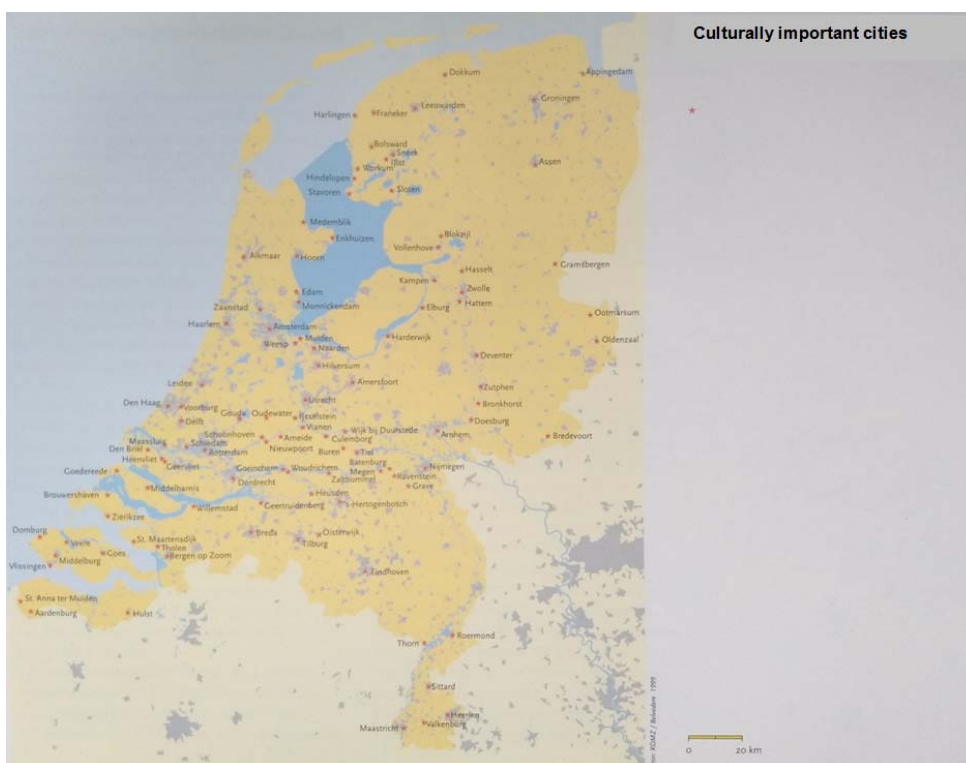 Culturally important cities
Dokkum
Appingedam
Leeuwarden
Groningen
Harlingen
Franeker
Bolsward
Sneek
IJlst
Workum
Assen
Hindelopen
Stavoren
Sloten
Medemblik
Enkhuizen
Blokzijl
Vollenhove
Alkmaar
Hoorn
Hasselt
Gramsbergen
Kampen
Zwolle
Edam
Monnickendam
Hattem
Elburg
Zaanstad
Ootmarsum
Haarlem
Amsterdam
Muiden
Harderwijk
Oldenzaal
Weesp
Naarden
Deventer
Hilversum
Leiden
Amersfoort
Zutphen
Den Haag
Voorburg
Utrecht
Bronkhorst
Gouda
Oudewater
IJsselstein
Delft
Vianen
Doesburg
Wijk bij Duurstede
Arnhem
Bredevoort
Schoonhoven
Ameide
Culemborg
Maassluis
Schiedam
Nieuwpoort
Buren
Tiel
Den Briel
Rotterdam
Heenvliet
Geervliet
Batenburg
Goederede
Gorinchem
Woudrichem
Megen
Nijmegen
Dordrecht
Zaltbommel
Ravenstein
Grave
Middelharnis
Brouwershaven
Heusden
Willemstad
Geertruidenberg
s-Hertogenbosch
Zierikzee
Domburg
Veere
St. Maartensdijk
Breda
Oisterwijk
Tholen
Tilburg
Goes
Bergen op Zoom
Middelburg
Vlissingen
Eindhoven
St. Anna ter Muiden
Aardenburg
Hulst
Roermond
Thorn
Sittard
Heerlen
Maastricht
Valkenburg
0 20 km